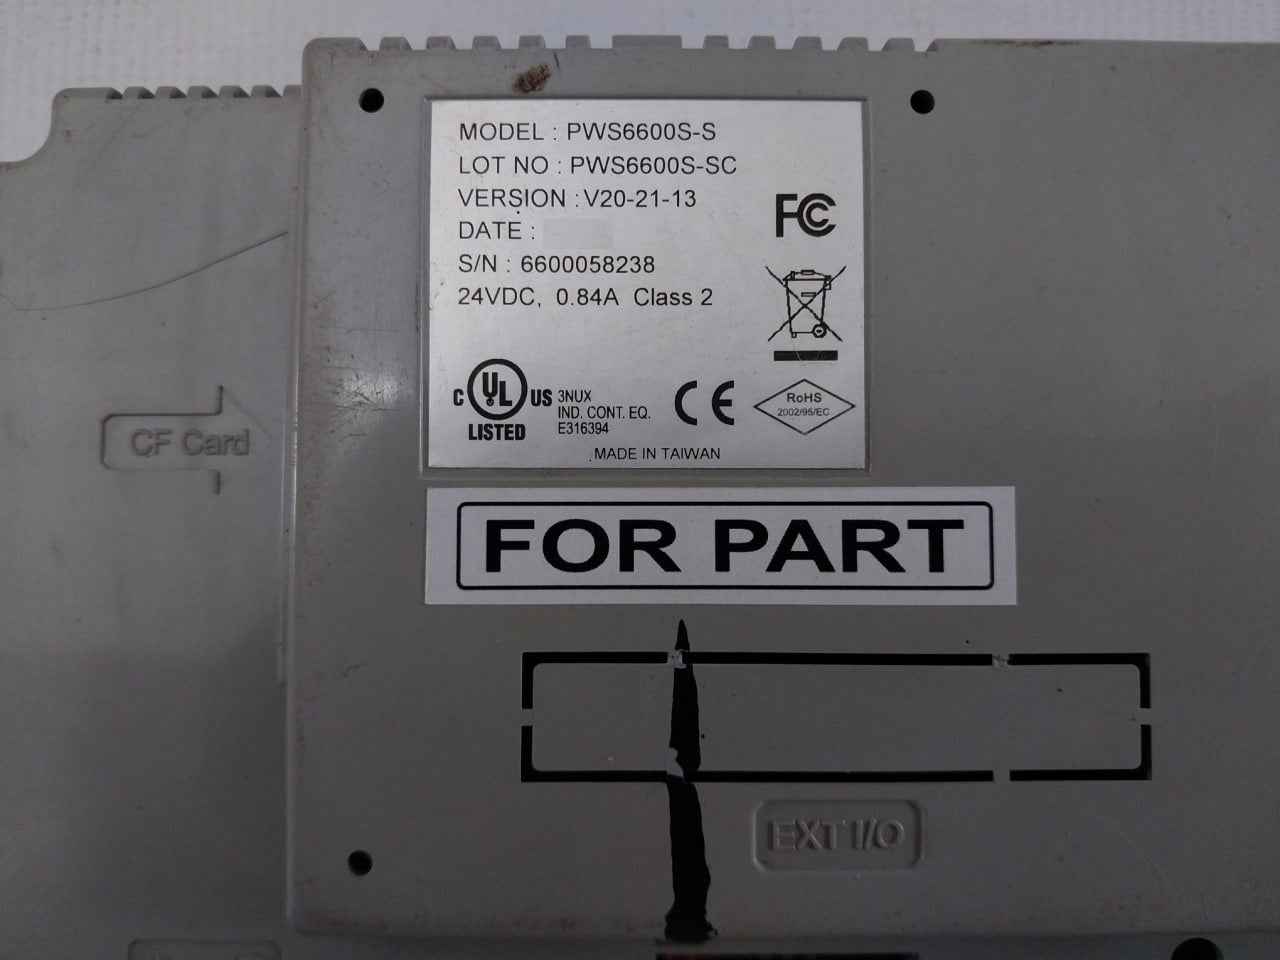 MODEL : PWS6600S-S
LOT NO : PWS6600S-SC
VERSION : V20-21-13
DATE :
S/N : 6600058238
24VDC, 0.84A Class 2
FC
C UL US
LISTED
3NUX
IND. CONT. EQ.
E316394
CE
RoHS
2002/95/EC
MADE IN TAIWAN
CF Card
FOR PART
EXT I/O